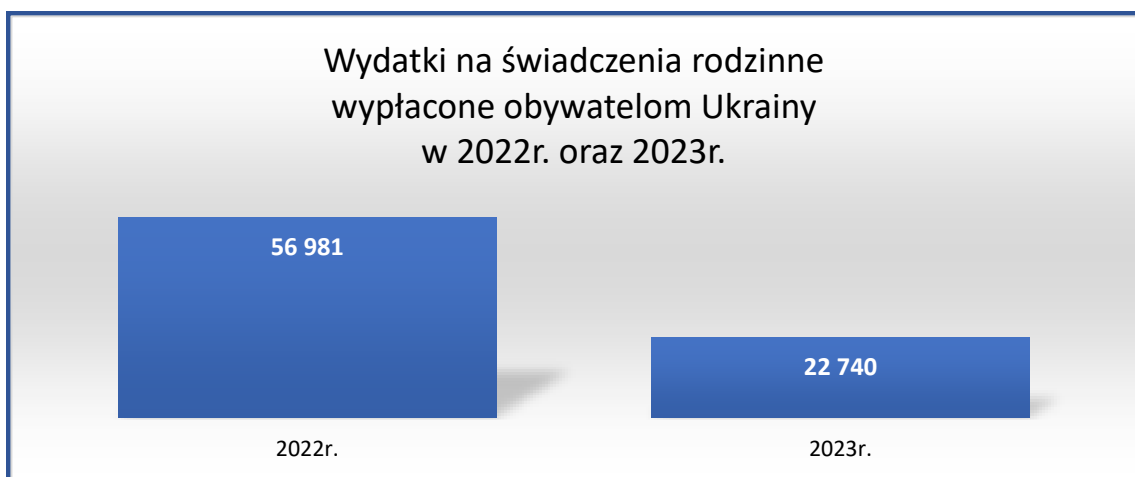 Wydatki na świadczenia rodzinne
wypłacone obywatelom Ukrainy
w 2022r. oraz 2023r.
56 981
22 740
2022r.
2023r.